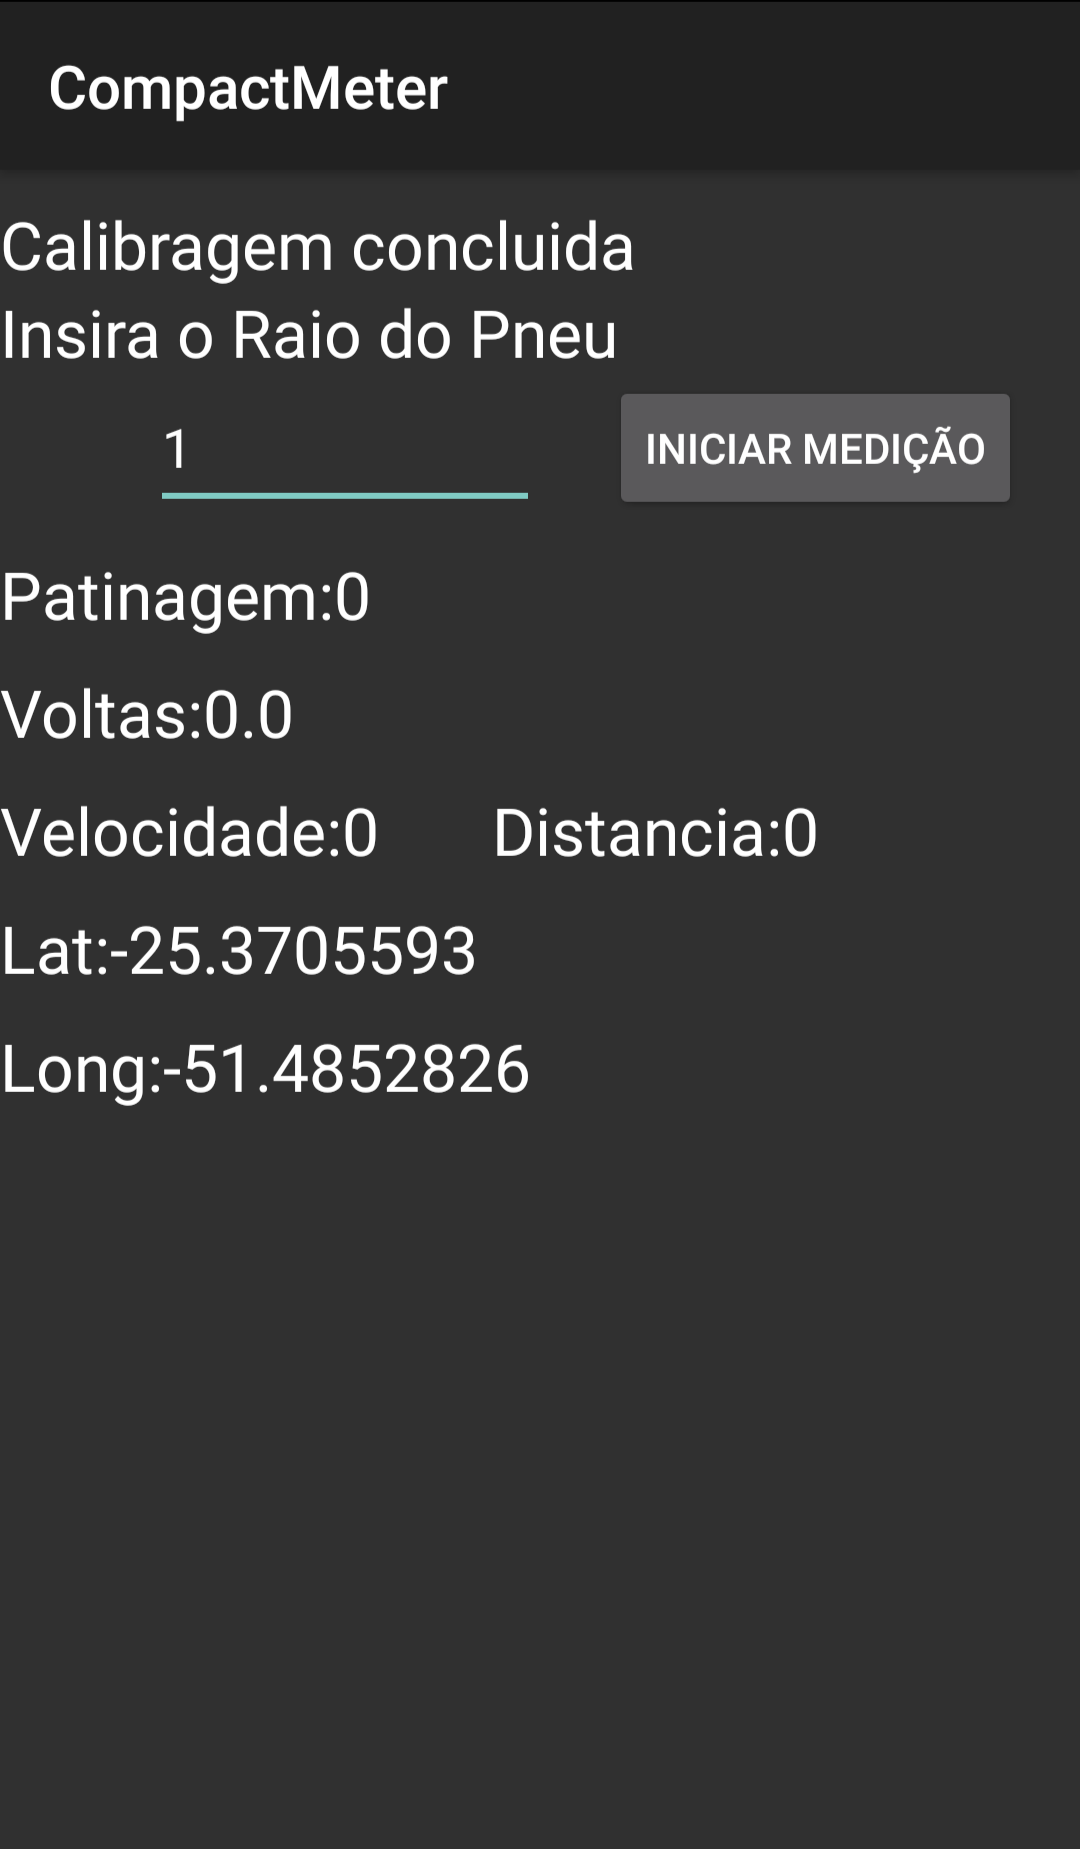 CompactMeter
Calibragem concluida
Insira o Raio do Pneu
1 INICIAR MEDIÇÃO
Patinagem:0
Voltas:0.0
Velocidade:0 Distancia:0
Lat:-25.3705593
Long:-51.4852826